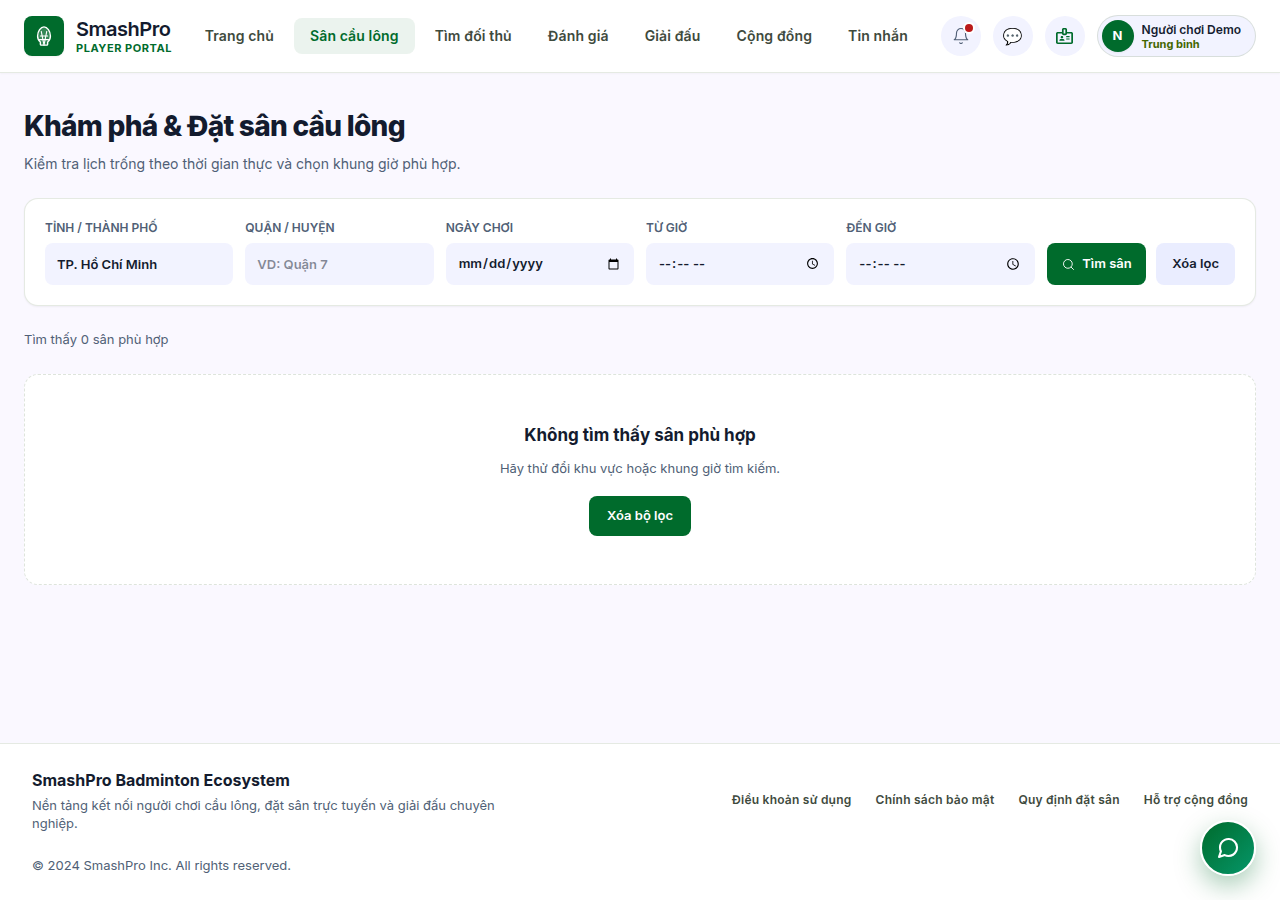 SmashPro
PLAYER PORTAL
Trang chủ
Sân cầu lông
Tìm đối thủ
Đánh giá
Giải đấu
Cộng đồng
Tin nhắn
N
Người chơi Demo
Trung bình
Khám phá & Đặt sân cầu lông
Kiểm tra lịch trống theo thời gian thực và chọn khung giờ phù hợp.
TỈNH / THÀNH PHỐ
QUẬN / HUYỆN
NGÀY CHƠI
TỪ GIỜ
ĐẾN GIỜ
TP. Hồ Chí Minh
VD: Quận 7
mm/dd/yyyy
--:-- --
--:-- --
Tìm sân
Xóa lọc
Tìm thấy 0 sân phù hợp
Không tìm thấy sân phù hợp
Hãy thử đổi khu vực hoặc khung giờ tìm kiếm.
Xóa bộ lọc
SmashPro Badminton Ecosystem
Nền tảng kết nối người chơi cầu lông, đặt sân trực tuyến và giải đấu chuyên
nghiệp.
© 2024 SmashPro Inc. All rights reserved.
Điều khoản sử dụng
Chính sách bảo mật
Quy định đặt sân
Hỗ trợ cộng đồng